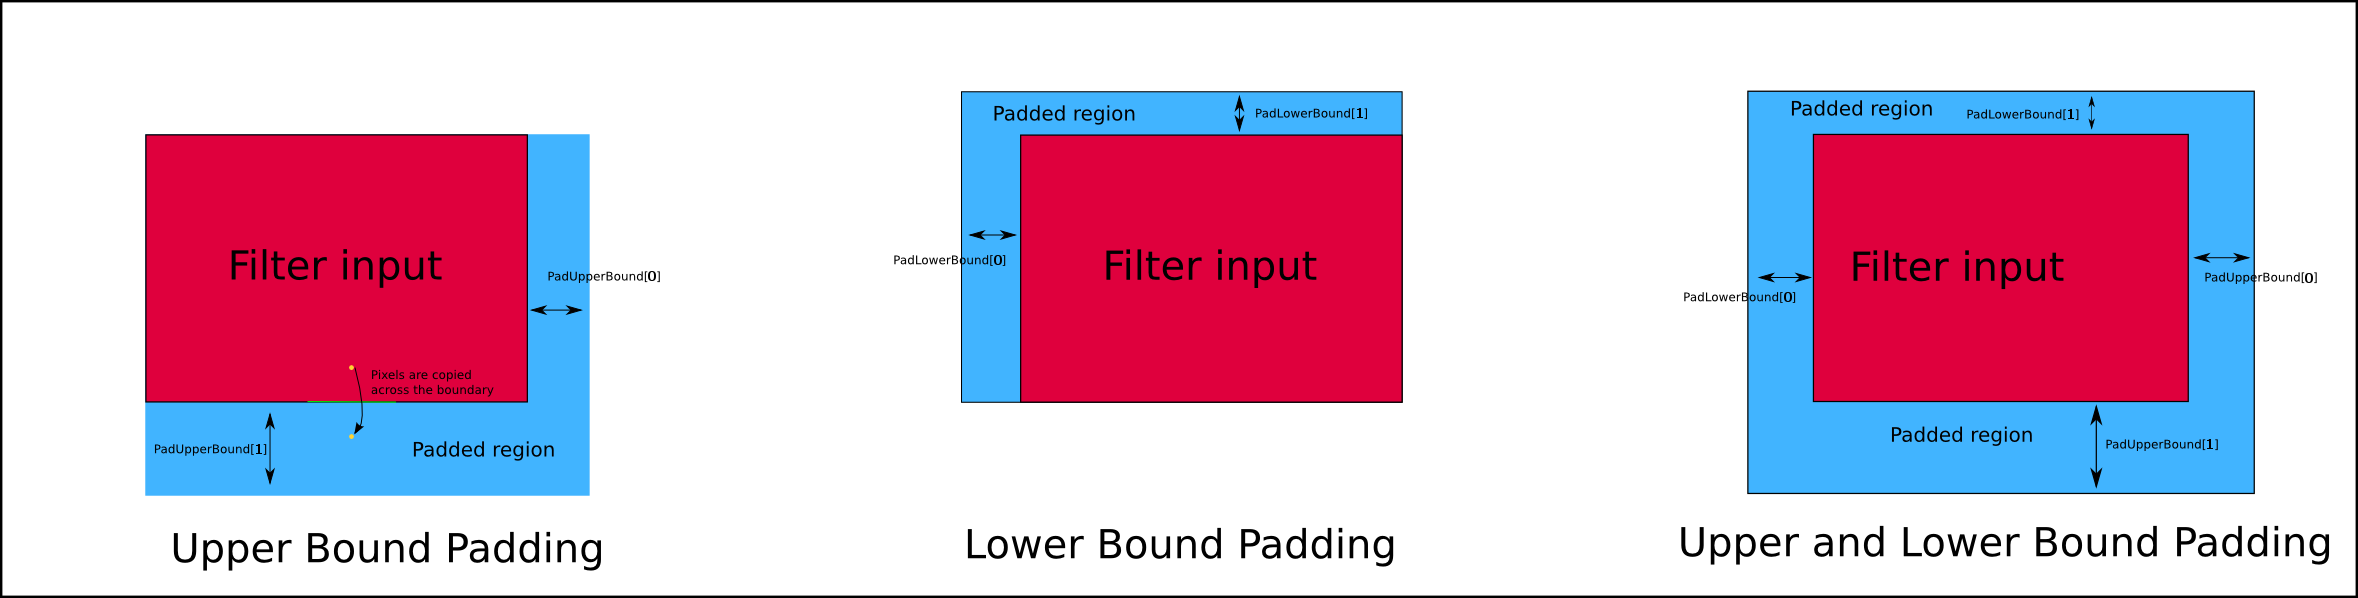 Filter input
PadUpperBound[0]
Pixels are copied
across the boundary
PadUpperBound[1]
Padded region
Upper Bound Padding
Padded region
PadLowerBound[1]
PadLowerBound[0]
Filter input
Lower Bound Padding
Padded region
PadLowerBound[1]
Filter input
PadUpperBound[0]
PadLowerBound[0]
Padded region
PadUpperBound[1]
Upper and Lower Bound Padding